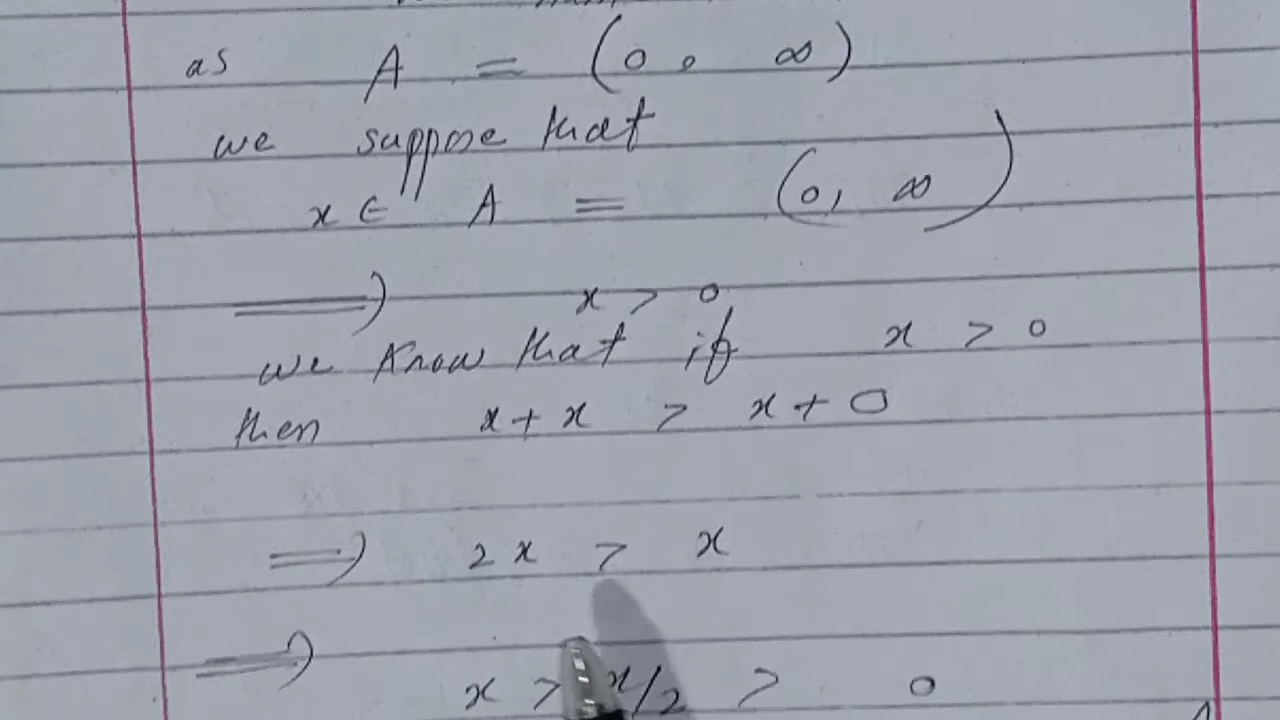 as A = (0, ∞)
we suppose that
x ∈ A = (0, ∞)
⟹ x > 0
we know that if x > 0
then x + x > x + 0
⟹ 2x > x
⟹ x > x/2 > 0